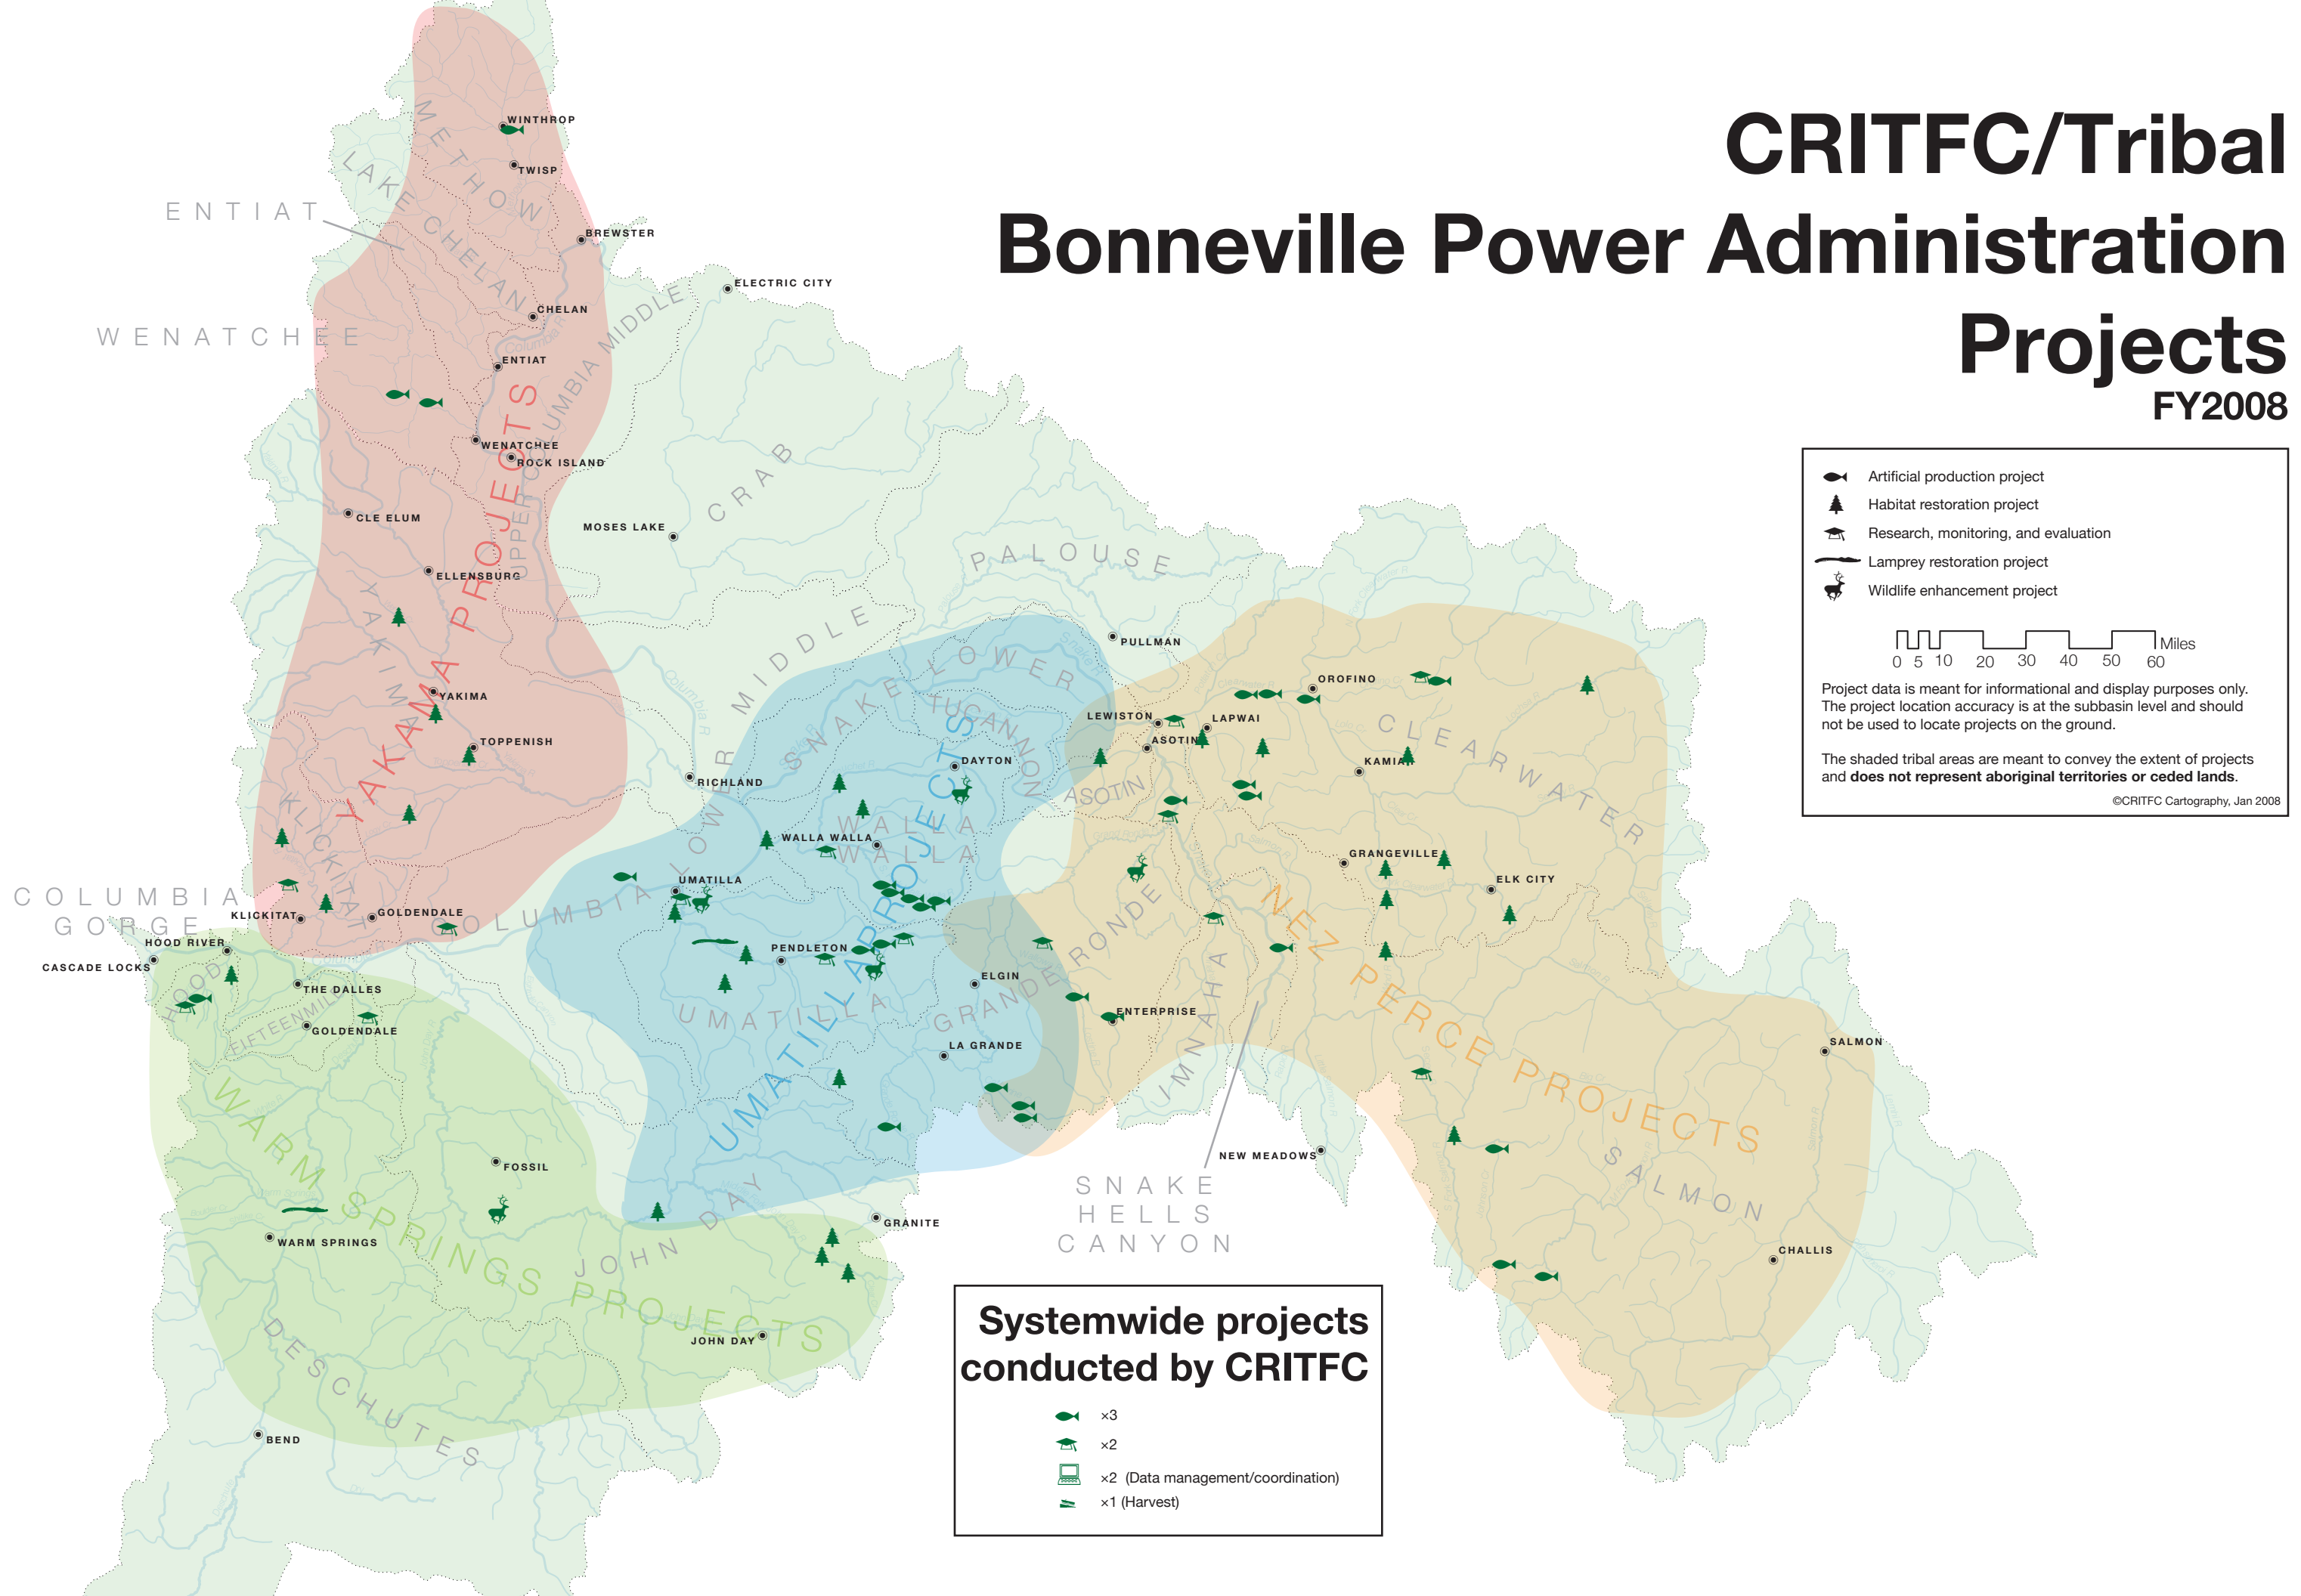 CRITFC/Tribal
Bonneville Power Administration
Projects
FY2008
Artificial production project
Habitat restoration project
Research, monitoring, and evaluation
Lamprey restoration project
Wildlife enhancement project
Miles
0 5 10 20 30 40 50 60
Project data is meant for informational and display purposes only.
The project location accuracy is at the subbasin level and should
not be used to locate projects on the ground.
The shaded tribal areas are meant to convey the extent of projects
and does not represent aboriginal territories or ceded lands.
©CRITFC Cartography, Jan 2008
WINTHROP
TWISP
METHOW
LAKE CHELAN
ENTIAT
BREWSTER
ELECTRIC CITY
CHELAN
WENATCHEE
ENTIAT
Columbia R
UPPER COLUMBIA MIDDLE
WENATCHEE
ROCK ISLAND
CRAB
CLE ELUM
MOSES LAKE
ELLENSBURG
PALOUSE
YAKIMA
YAKAMA PROJECTS
YAKIMA
TOPPENISH
PULLMAN
Columbia R
Snake R
SNAKE LOWER
TUCANNON
COLUMBIA LOWER MIDDLE
RICHLAND
DAYTON
LEWISTON
LAPWAI
ASOTIN
ASOTIN
OROFINO
KAMIA
CLEARWATER
KLICKITAT
WALLA WALLA
WALLA
WALLA
UMATILLA
GRANGEVILLE
ELK CITY
COLUMBIA
GORGE
KLICKITAT
GOLDENDALE
HOOD RIVER
CASCADE LOCKS
HOOD
THE DALLES
FIFTEENMILE
GOLDENDALE
PENDLETON
UMATILLA
UMATILLA PROJECTS
ELGIN
GRANDE RONDE
ENTERPRISE
LA GRANDE
IMNAHA
NEZ PERCE PROJECTS
SALMON
SALMON
WARM SPRINGS PROJECTS
FOSSIL
WARM SPRINGS
JOHN DAY
GRANITE
JOHN DAY
DESCHUTES
BEND
NEW MEADOWS
SNAKE
HELLS
CANYON
CHALLIS
Systemwide projects
conducted by CRITFC
×3
×2
×2 (Data management/coordination)
×1 (Harvest)